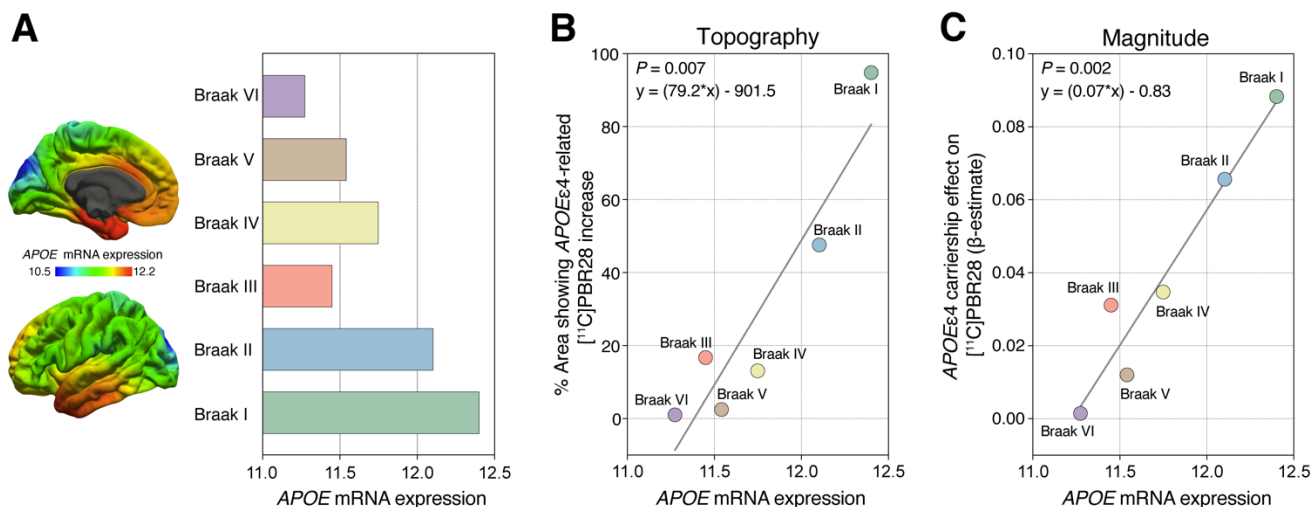 A
Braak VI
Braak V
Braak IV
Braak III
Braak II
Braak I
APOE mRNA expression
10.5 12.2
11.0 11.5 12.0 12.5
APOE mRNA expression
B
Topography
P = 0.007
y = (79.2*x) - 901.5
% Area showing APOEε4-related
[¹¹C]PBR28 increase
100
80
60
40
20
0
Braak I
Braak II
Braak III
Braak IV
Braak V
Braak VI
11.0 11.5 12.0 12.5
APOE mRNA expression
C
Magnitude
P = 0.002
y = (0.07*x) - 0.83
APOEε4 carriership effect on
[¹¹C]PBR28 (β-estimate)
0.10
0.08
0.06
0.04
0.02
0.00
Braak I
Braak II
Braak III
Braak IV
Braak V
Braak VI
11.0 11.5 12.0 12.5
APOE mRNA expression